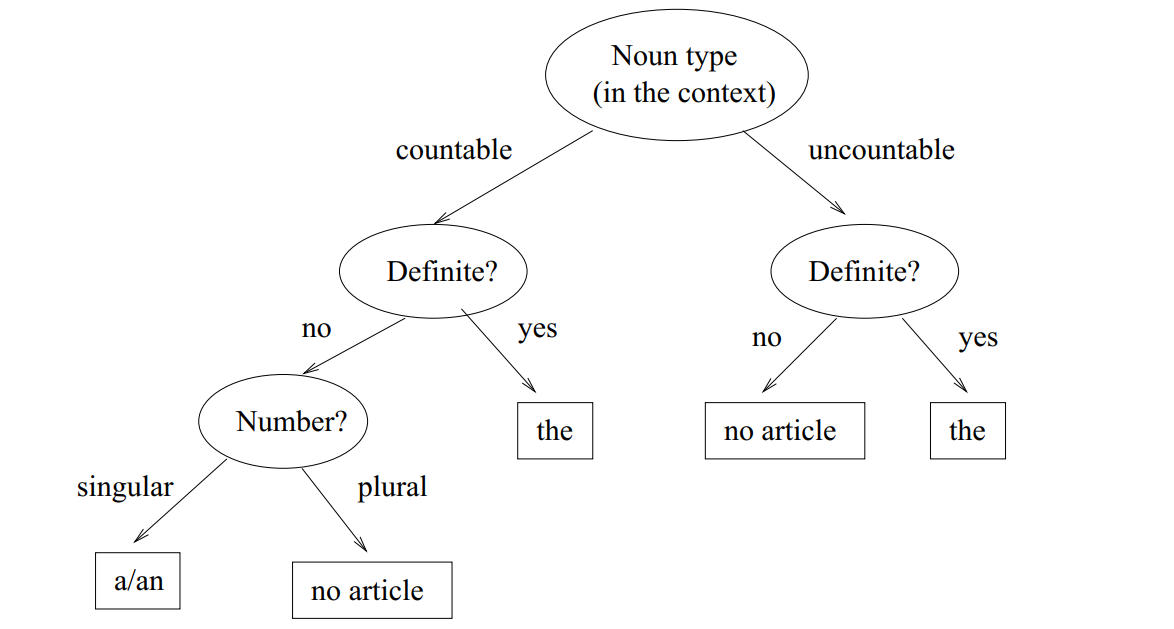 Noun type
(in the context)
countable
uncountable
Definite?
Definite?
no
yes
no
yes
Number?
the
no article
the
singular
plural
a/an
no article